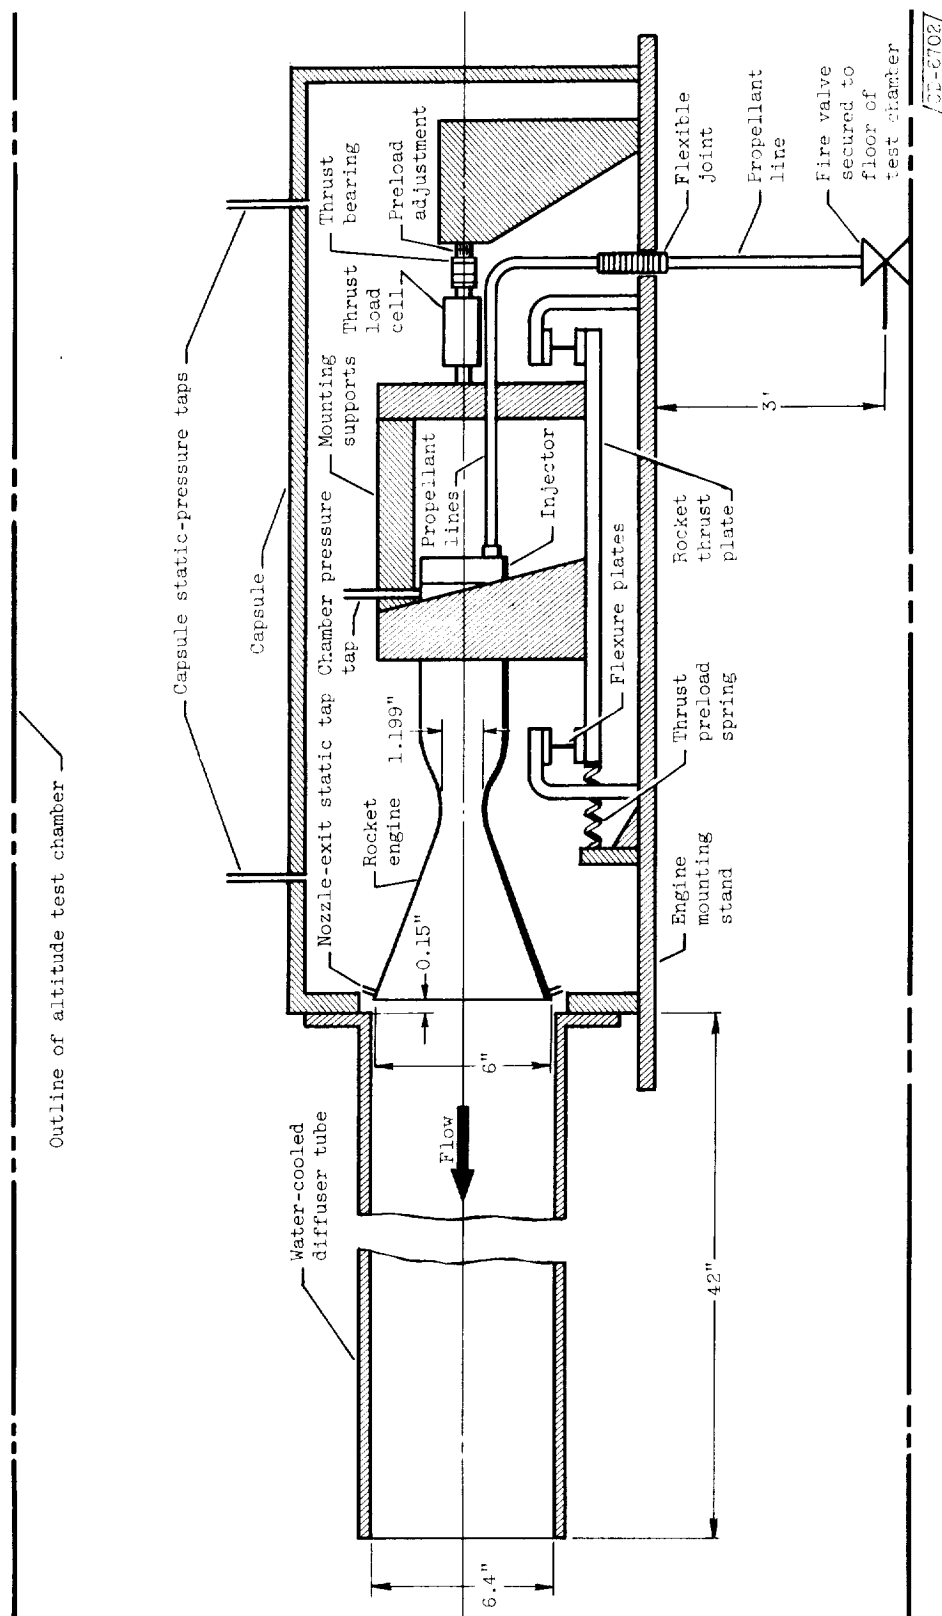 Outline of altitude test chamber
Capsule static-pressure taps
Capsule
Chamber pressure
tap
Mounting
supports
Thrust
load
cell
Thrust
bearing
Preload
adjustment
Nozzle-exit static tap
Rocket
engine
1.199"
0.15"
Propellant
lines
Injector
Flexure plates
Rocket
thrust
plate
Thrust
preload
spring
Engine
mounting
stand
Flexible
joint
Propellant
line
Fire valve
secured to
floor of
test chamber
3'
Water-cooled
diffuser tube
Flow
6"
6.4"
42"